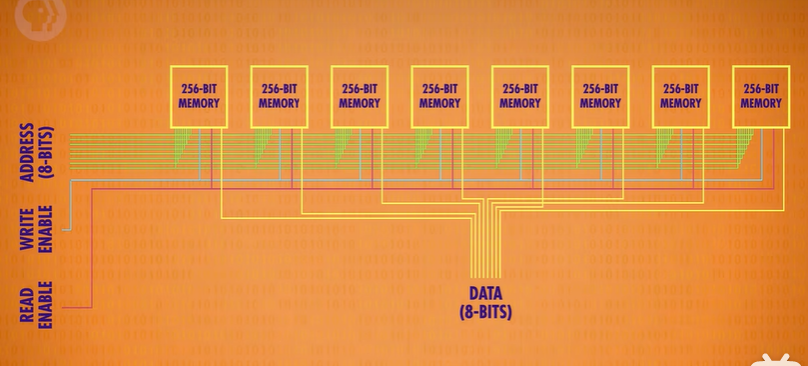 256-BIT
MEMORY
256-BIT
MEMORY
256-BIT
MEMORY
256-BIT
MEMORY
256-BIT
MEMORY
256-BIT
MEMORY
256-BIT
MEMORY
256-BIT
MEMORY
ADDRESS
(8-BITS)
WRITE
ENABLE
READ
ENABLE
DATA
(8-BITS)